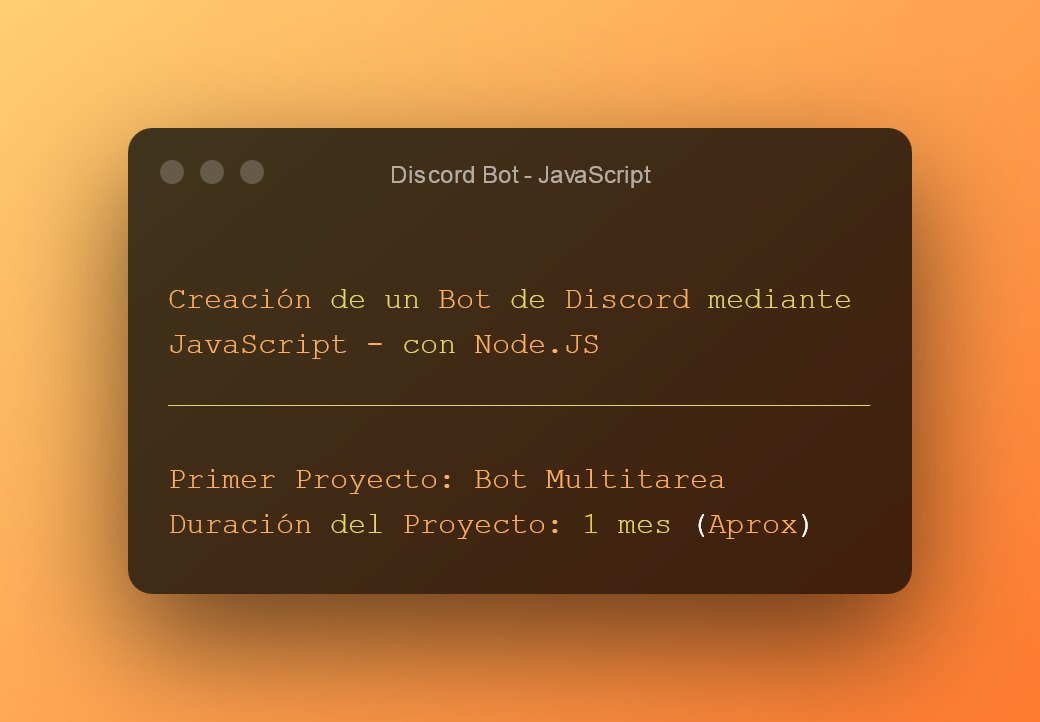 Discord Bot - JavaScript
Creación de un Bot de Discord mediante
JavaScript - con Node.JS
Primer Proyecto: Bot Multitarea
Duración del Proyecto: 1 mes (Aprox)